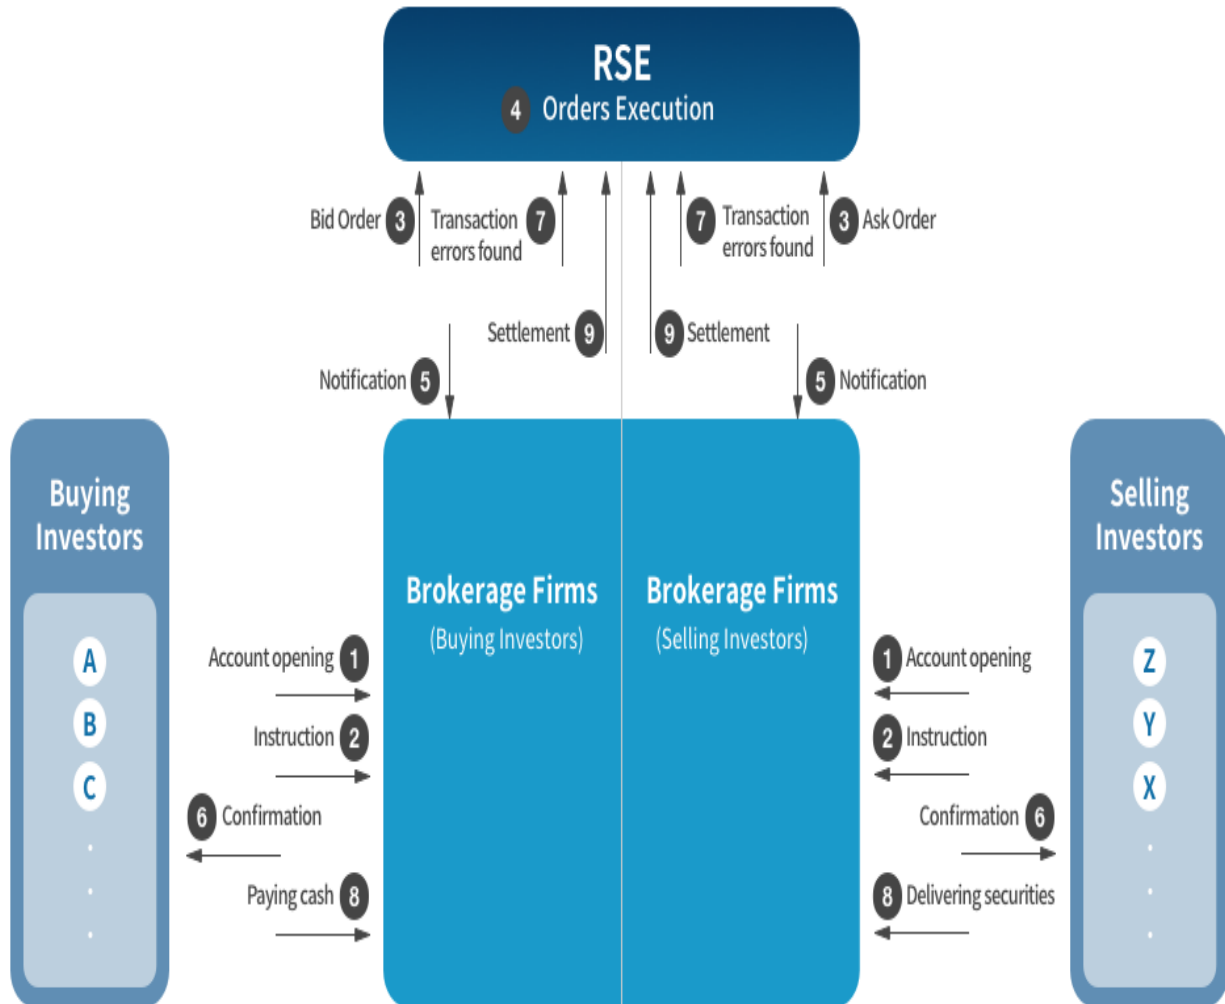 RSE
4 Orders Execution
Bid Order 3
Transaction
errors found
7
7
Transaction
errors found
3 Ask Order
Settlement 9
9 Settlement
Notification 5
5 Notification
Buying
Investors
A
B
C
Brokerage Firms
(Buying Investors)
Brokerage Firms
(Selling Investors)
Selling
Investors
Z
Y
X
Account opening 1
Instruction 2
6 Confirmation
Paying cash 8
1 Account opening
2 Instruction
Confirmation 6
8 Delivering securities